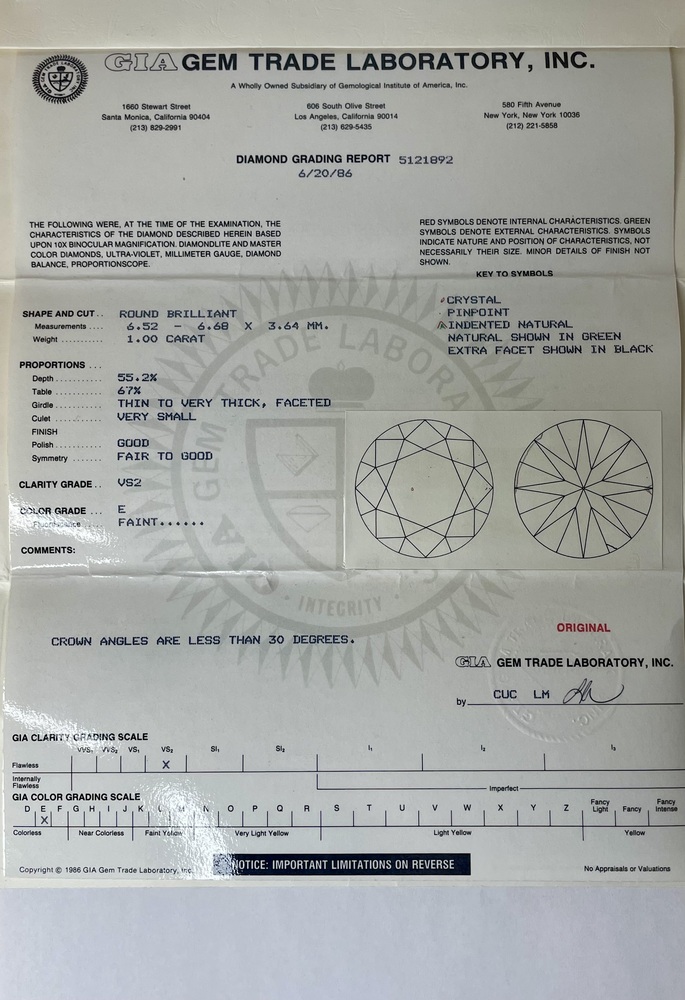 GIA GEM TRADE LABORATORY, INC.
A Wholly Owned Subsidiary of Gemological Institute of America, Inc.
1660 Stewart Street
Santa Monica, California 90404
(213) 829-2991
606 South Olive Street
Los Angeles, California 90014
(213) 629-5435
580 Fifth Avenue
New York, New York 10036
(212) 221-5858
DIAMOND GRADING REPORT 5121892
6/20/86
THE FOLLOWING WERE, AT THE TIME OF THE EXAMINATION, THE
CHARACTERISTICS OF THE DIAMOND DESCRIBED HEREIN BASED
UPON 10X BINOCULAR MAGNIFICATION. DIAMONDLITE AND MASTER
COLOR DIAMONDS, ULTRA-VIOLET, MILLIMETER GAUGE, DIAMOND
BALANCE, PROPORTIONSCOPE.
RED SYMBOLS DENOTE INTERNAL CHARACTERISTICS. GREEN
SYMBOLS DENOTE EXTERNAL CHARACTERISTICS. SYMBOLS
INDICATE NATURE AND POSITION OF CHARACTERISTICS, NOT
NECESSARILY THEIR SIZE. MINOR DETAILS OF FINISH NOT
SHOWN.
KEY TO SYMBOLS
CRYSTAL
PINPOINT
INDENTED NATURAL
NATURAL SHOWN IN GREEN
EXTRA FACET SHOWN IN BLACK
SHAPE AND CUT .. ROUND BRILLIANT
Measurements .... 6.52 - 6.68 X 3.64 MM.
Weight ........... 1.00 CARAT
PROPORTIONS ...
Depth ............ 55.2%
Table ............ 67%
Girdle ............ THIN TO VERY THICK, FACETED
Culet ............ VERY SMALL
FINISH
Polish ........... GOOD
Symmetry ....... FAIR TO GOOD
CLARITY GRADE .. VS2
COLOR GRADE ... E
Fluorescence ... FAINT......
COMMENTS:
GEM TRADE LABORA
INTEGRITY
CROWN ANGLES ARE LESS THAN 30 DEGREES.
ORIGINAL
GIA GEM TRADE LABORATORY, INC.
by CUC LM
GIA CLARITY GRADING SCALE
VVS1 VVS2 VS1 VS2 SI1 SI2 I1 I2 I3
Flawless X
Internally
Flawless
Imperfect
GIA COLOR GRADING SCALE
D E F G H I J K L M N O P Q R S T U V W X Y Z Fancy Light Fancy Fancy Intense
X
Colorless Near Colorless Faint Yellow Very Light Yellow Light Yellow Yellow
Copyright © 1986 GIA Gem Trade Laboratory, Inc.
NOTICE: IMPORTANT LIMITATIONS ON REVERSE
No Appraisals or Valuations